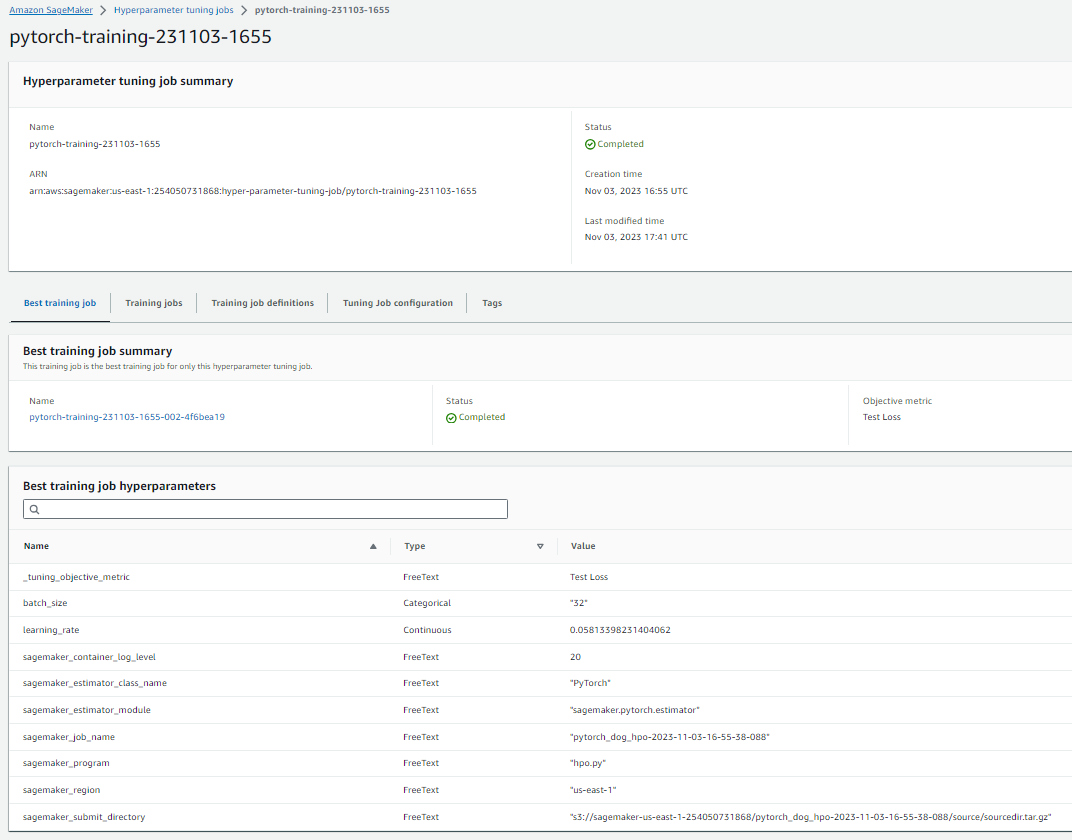 Amazon SageMaker > Hyperparameter tuning jobs > pytorch-training-231103-1655
pytorch-training-231103-1655
Hyperparameter tuning job summary
Name
pytorch-training-231103-1655
ARN
arn:aws:sagemaker:us-east-1:254050731868:hyper-parameter-tuning-job/pytorch-training-231103-1655
Status
Completed
Creation time
Nov 03, 2023 16:55 UTC
Last modified time
Nov 03, 2023 17:41 UTC
Best training job Training jobs Training job definitions Tuning Job configuration Tags
Best training job summary
This training job is the best training job for only this hyperparameter tuning job.
Name
pytorch-training-231103-1655-002-4f6bea19
Status
Completed
Objective metric
Test Loss
Best training job hyperparameters
Name Type Value
_tuning_objective_metric FreeText Test Loss
batch_size Categorical "32"
learning_rate Continuous 0.05813398231404062
sagemaker_container_log_level FreeText 20
sagemaker_estimator_class_name FreeText "PyTorch"
sagemaker_estimator_module FreeText "sagemaker.pytorch.estimator"
sagemaker_job_name FreeText "pytorch_dog_hpo-2023-11-03-16-55-38-088"
sagemaker_program FreeText "hpo.py"
sagemaker_region FreeText "us-east-1"
sagemaker_submit_directory FreeText "s3://sagemaker-us-east-1-254050731868/pytorch_dog_hpo-2023-11-03-16-55-38-088/source/sourcedir.tar.gz"